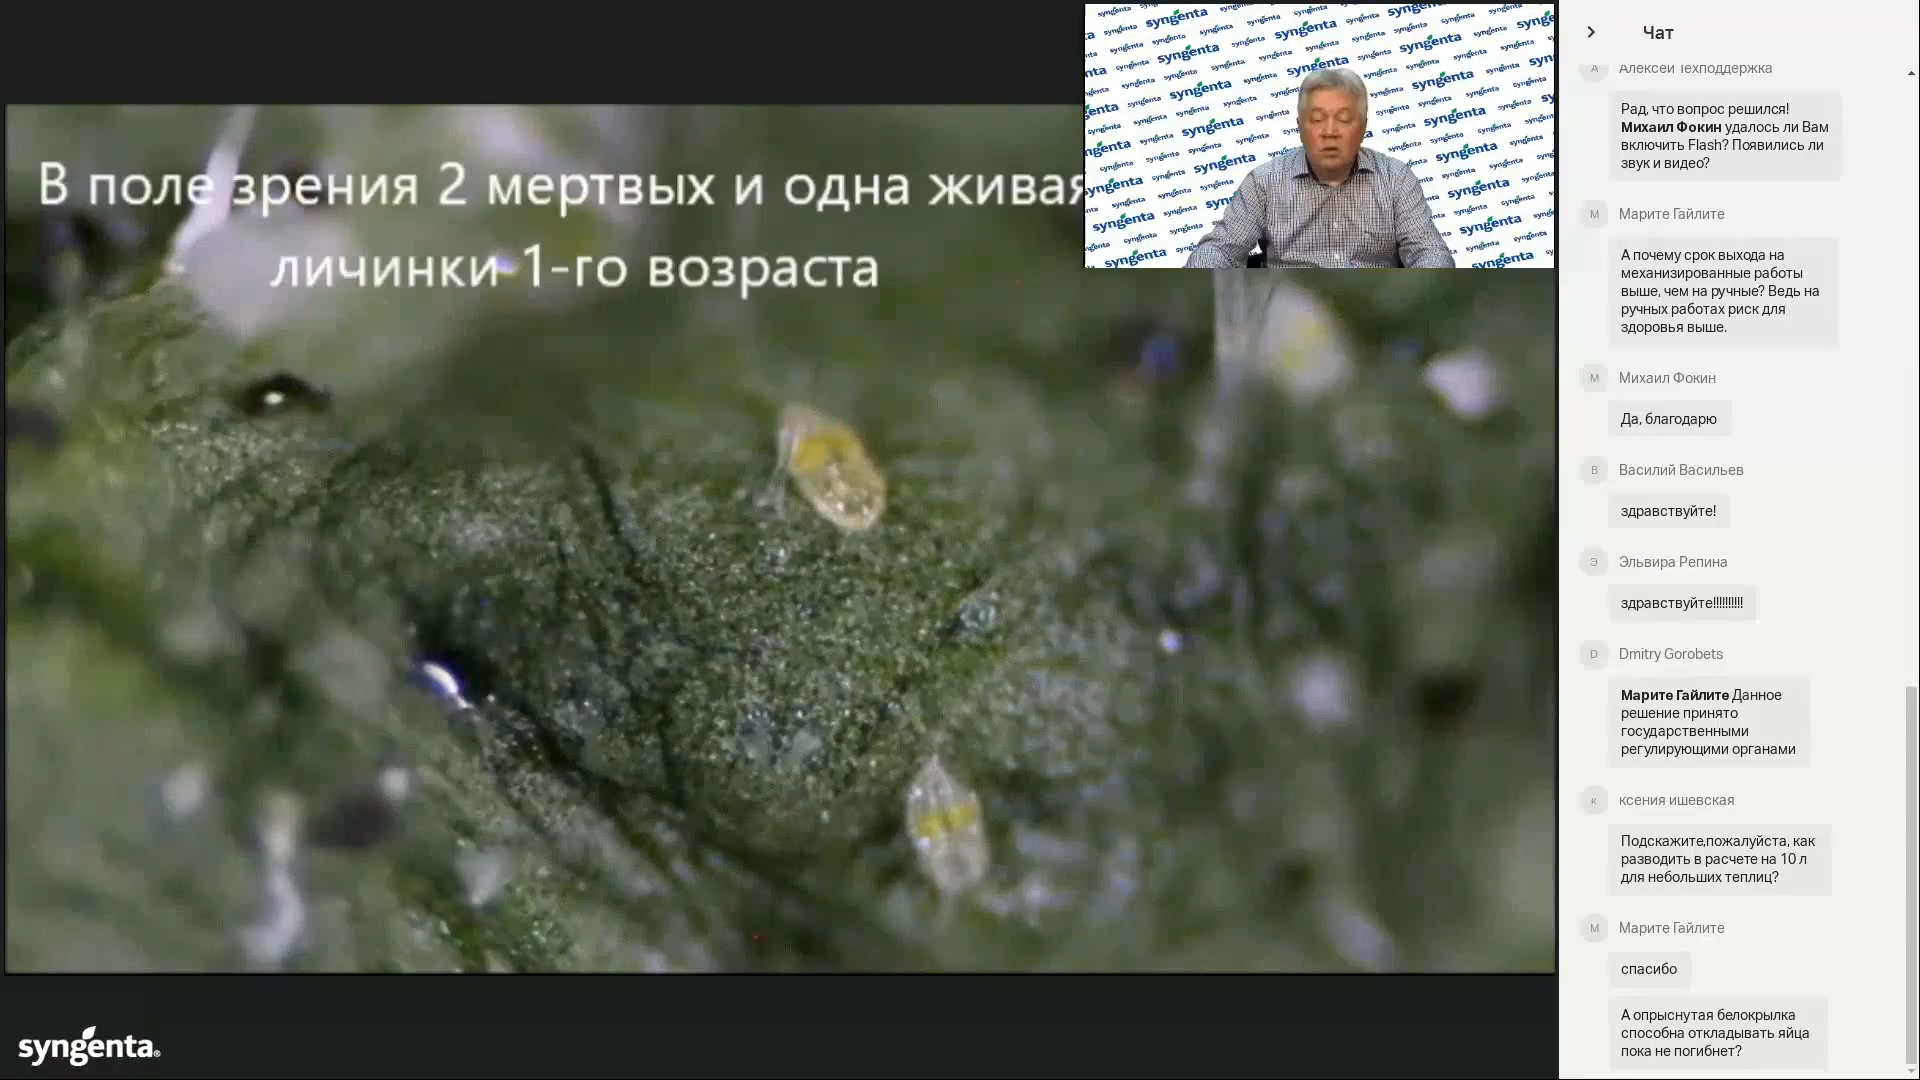 В поле зрения 2 мертвых и одна живая
личинки 1-го возраста
syngenta
syngenta
Чат
Алексей Техподдержка
Рад, что вопрос решился!
Михаил Фокин удалось ли Вам
включить Flash? Появились ли
звук и видео?
Марите Гайлите
А почему срок выхода на
механизированные работы
выше, чем на ручные? Ведь на
ручных работах риск для
здоровья выше.
Михаил Фокин
Да, благодарю
Василий Васильев
здравствуйте!
Эльвира Репина
здравствуйте!!!!!!!!!!
Dmitry Gorobets
Марите Гайлите Данное
решение принято
государственными
регулирующими органами
ксения ишевская
Подскажите,пожалуйста, как
разводить в расчете на 10 л
для небольших теплиц?
Марите Гайлите
спасибо
А опрыснутая белокрылка
способна откладывать яйца
пока не погибнет?